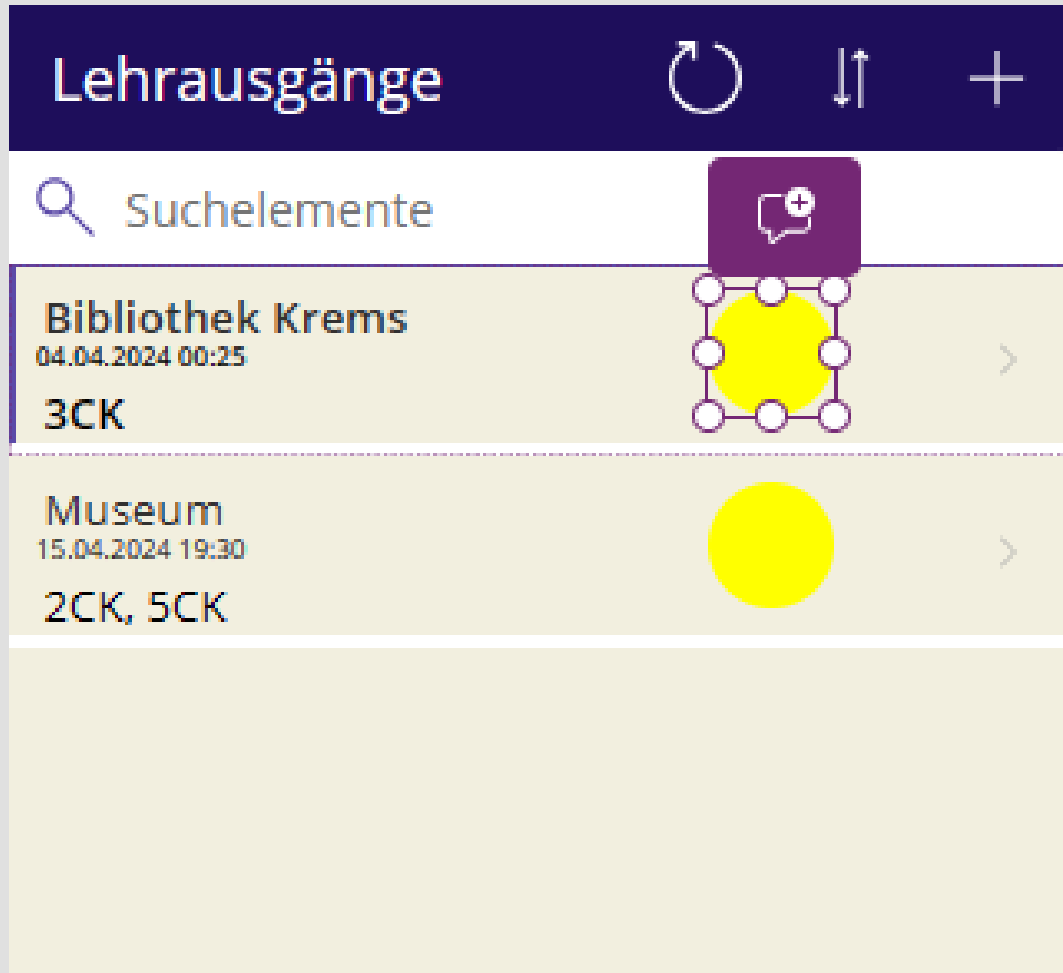 Lehrausgänge
Suchelemente
Bibliothek Krems
04.04.2024 00:25
3CK
Museum
15.04.2024 19:30
2CK, 5CK